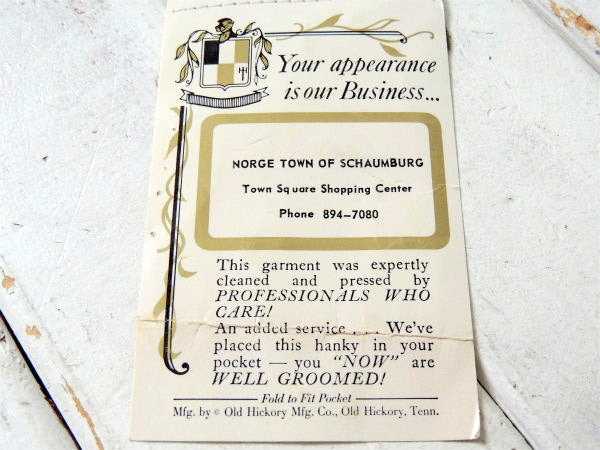 Your appearance
is our Business...
NORGE TOWN OF SCHAUMBURG
Town Square Shopping Center
Phone 894-7080
This garment was expertly
cleaned and pressed by
PROFESSIONALS WHO
CARE!
An added service . . . We've
placed this hanky in your
pocket — you "NOW" are
WELL GROOMED!
Fold to Fit Pocket
Mfg. by © Old Hickory Mfg. Co., Old Hickory, Tenn.